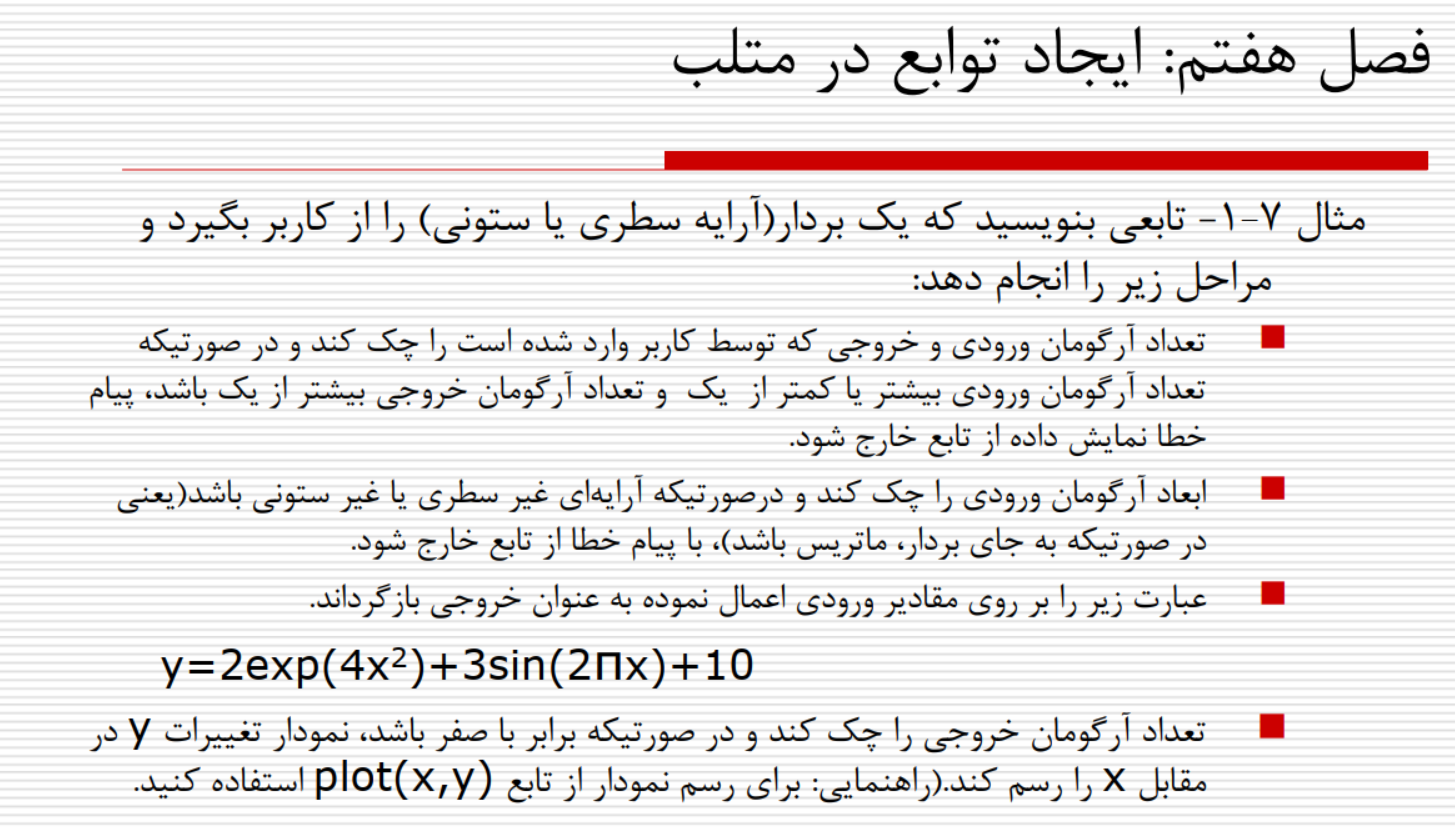 فصل هفتم: ایجاد توابع در متلب
مثال ۷-۱- تابعی بنویسید که یک بردار(آرایه سطری یا ستونی) را از کاربر بگیرد و
مراحل زیر را انجام دهد:
تعداد آرگومان ورودی و خروجی که توسط کاربر وارد شده است را چک کند و در صورتیکه
تعداد آرگومان ورودی بیشتر یا کمتر از یک و تعداد آرگومان خروجی بیشتر از یک باشد، پیام
خطا نمایش داده از تابع خارج شود.
ابعاد آرگومان ورودی را چک کند و درصورتیکه آرایه‌ای غیر سطری یا غیر ستونی باشد(یعنی
در صورتیکه به جای بردار، ماتریس باشد)، با پیام خطا از تابع خارج شود.
عبارت زیر را بر روی مقادیر ورودی اعمال نموده به عنوان خروجی بازگرداند.
y=2exp(4x²)+3sin(2Πx)+10
تعداد آرگومان خروجی را چک کند و در صورتیکه برابر با صفر باشد، نمودار تغییرات y در
مقابل x را رسم کند.(راهنمایی: برای رسم نمودار از تابع plot(x,y) استفاده کنید.